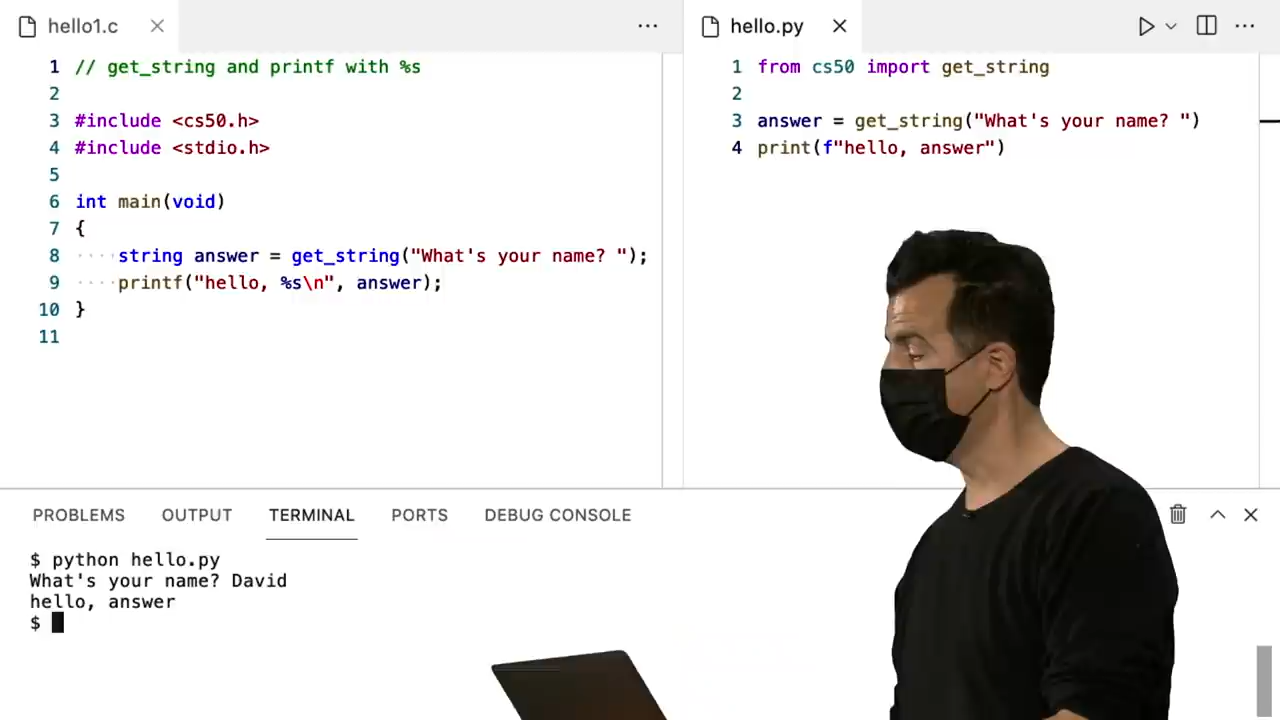 hello1.c
// get_string and printf with %s
#include <cs50.h>
#include <stdio.h>
int main(void)
{
    string answer = get_string("What's your name? ");
    printf("hello, %s\n", answer);
}
1
2
3
4
5
6
7
8
9
10
11
hello.py
1 from cs50 import get_string
2
3 answer = get_string("What's your name? ")
4 print(f"hello, answer")
PROBLEMS OUTPUT TERMINAL PORTS DEBUG CONSOLE
$ python hello.py
What's your name? David
hello, answer
$